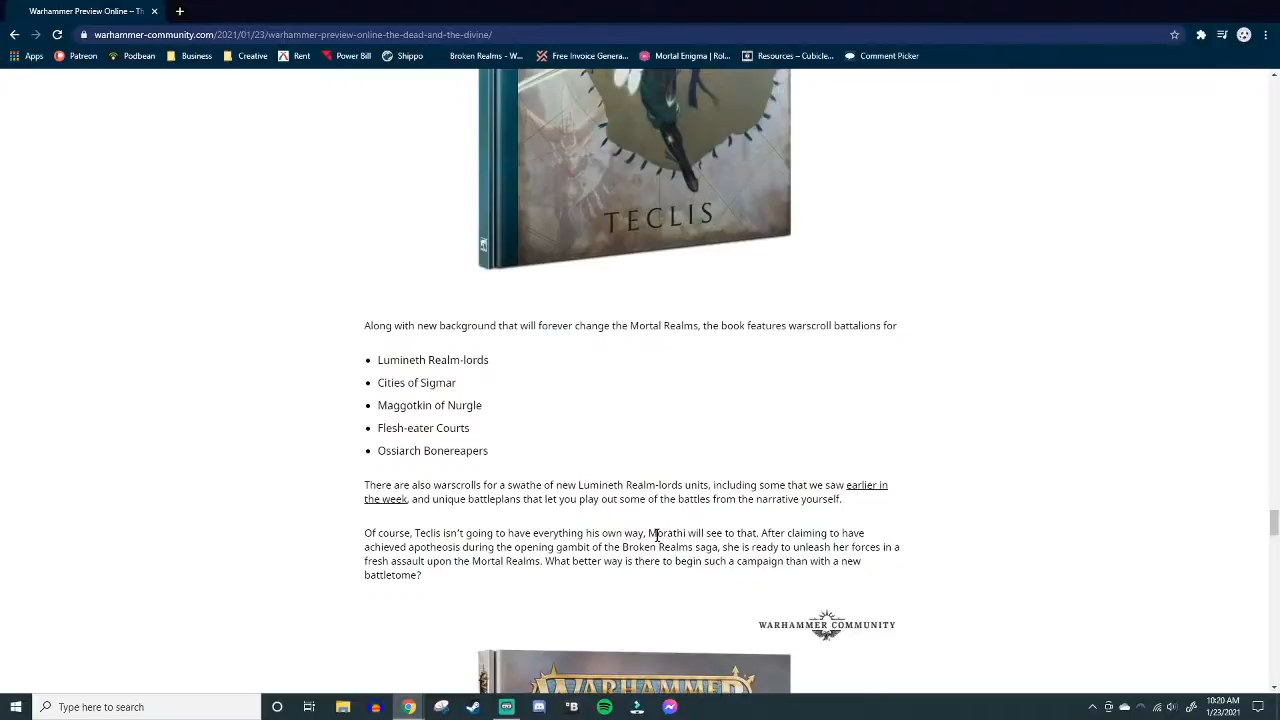 Warhammer Preview Online – Th
warhammer-community.com/2021/01/23/warhammer-preview-online-the-dead-and-the-divine/
Apps Patreon Podbean Business Creative Rent Power Bill Shippo Broken Realms - W... Free Invoice Genera... Mortal Enigma | Rol... Resources – Cubicle... Comment Picker
TECLIS
Along with new background that will forever change the Mortal Realms, the book features warscroll battalions for
• Lumineth Realm-lords
• Cities of Sigmar
• Maggotkin of Nurgle
• Flesh-eater Courts
• Ossiarch Bonereapers
There are also warscrolls for a swathe of new Lumineth Realm-lords units, including some that we saw earlier in
the week, and unique battleplans that let you play out some of the battles from the narrative yourself.
Of course, Teclis isn't going to have everything his own way, Morathi will see to that. After claiming to have
achieved apotheosis during the opening gambit of the Broken Realms saga, she is ready to unleash her forces in a
fresh assault upon the Mortal Realms. What better way is there to begin such a campaign than with a new
battletome?
WARHAMMER COMMUNITY
WARHAMMER
Type here to search
10:20 AM
1/23/2021